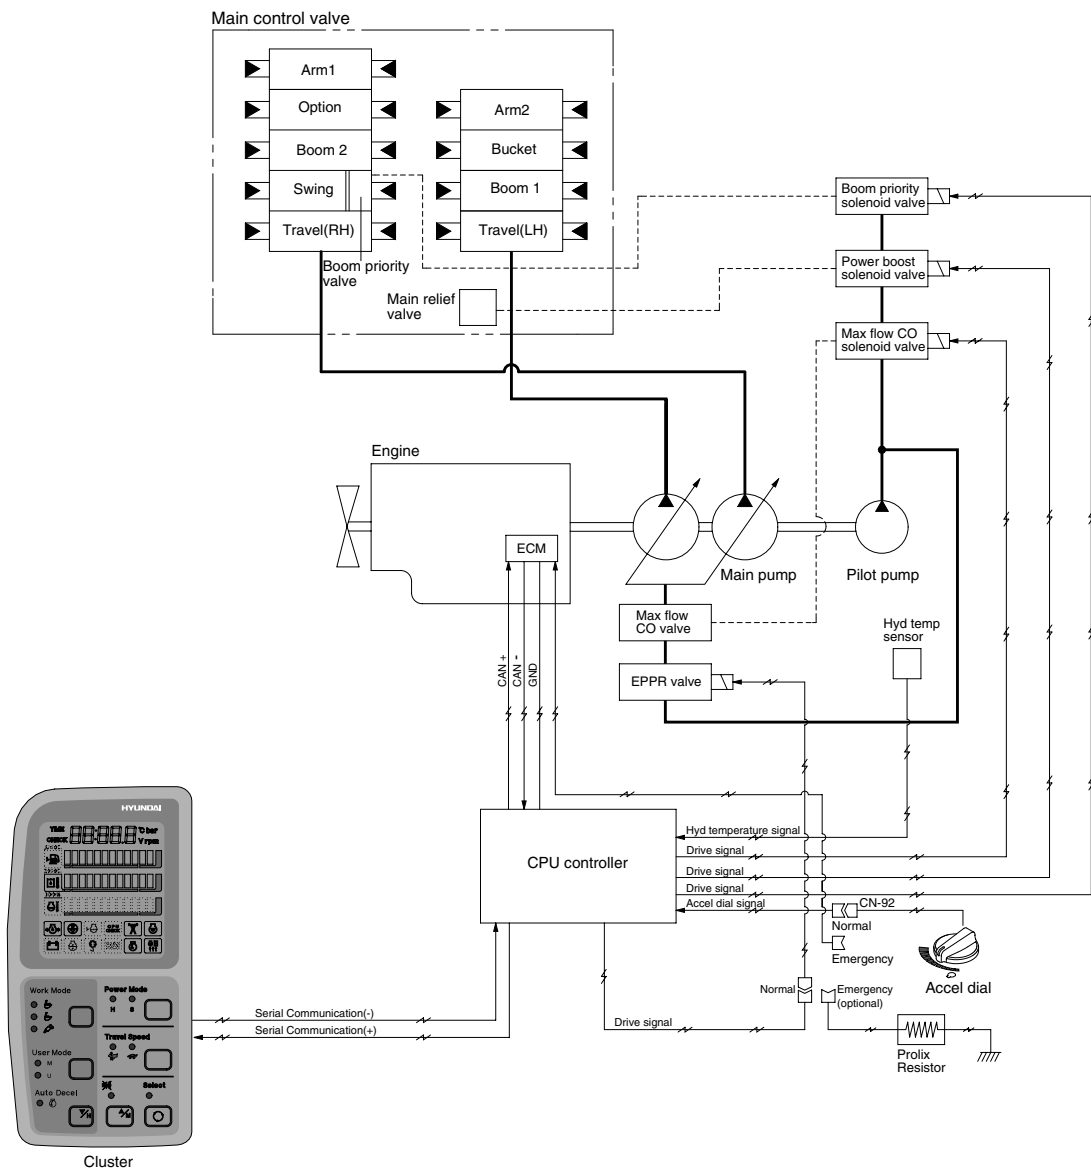 Main control valve
Arm1
Option
Boom 2
Swing
Travel(RH)
Boom priority
valve
Arm2
Bucket
Boom 1
Travel(LH)
Main relief
valve
Boom priority
solenoid valve
Power boost
solenoid valve
Max flow CO
solenoid valve
Engine
ECM
Main pump
Pilot pump
Max flow
CO valve
EPPR valve
Hyd temp
sensor
CAN +
CAN -
GND
CPU controller
Hyd temperature signal
Drive signal
Drive signal
Drive signal
Accel dial signal
CN-92
Normal
Emergency
Accel dial
Normal
Emergency
(optional)
Drive signal
Prolix
Resistor
Serial Communication(-)
Serial Communication(+)
HYUNDAI
TIME
CHECK
°C bar
V rpm
Work Mode
Power Mode
H S
Travel Speed
User Mode
M
U
Auto Decel
Select
Cluster